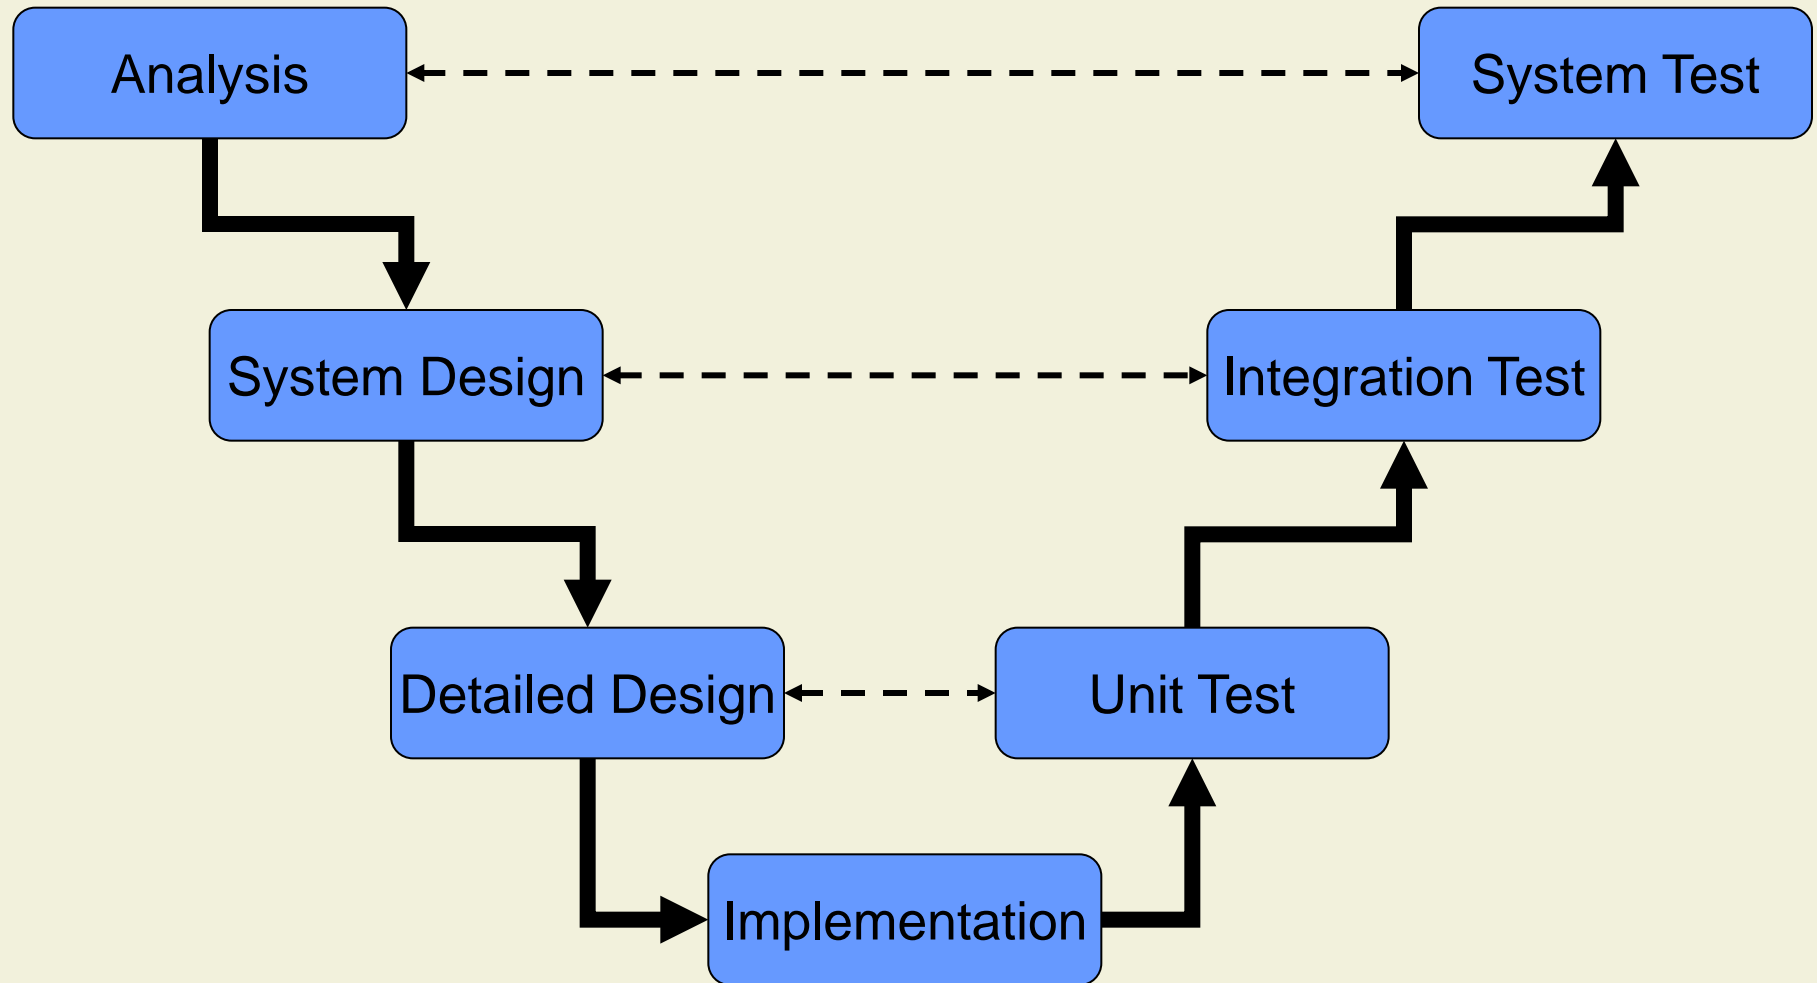 Analysis
System Test
System Design
Integration Test
Detailed Design
Unit Test
Implementation